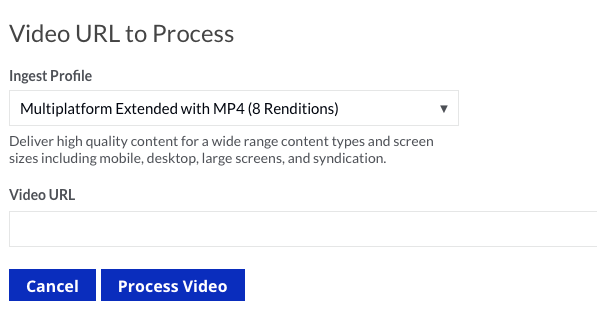 Video URL to Process
Ingest Profile
Multiplatform Extended with MP4 (8 Renditions)
Deliver high quality content for a wide range content types and screen
sizes including mobile, desktop, large screens, and syndication.
Video URL
Cancel Process Video